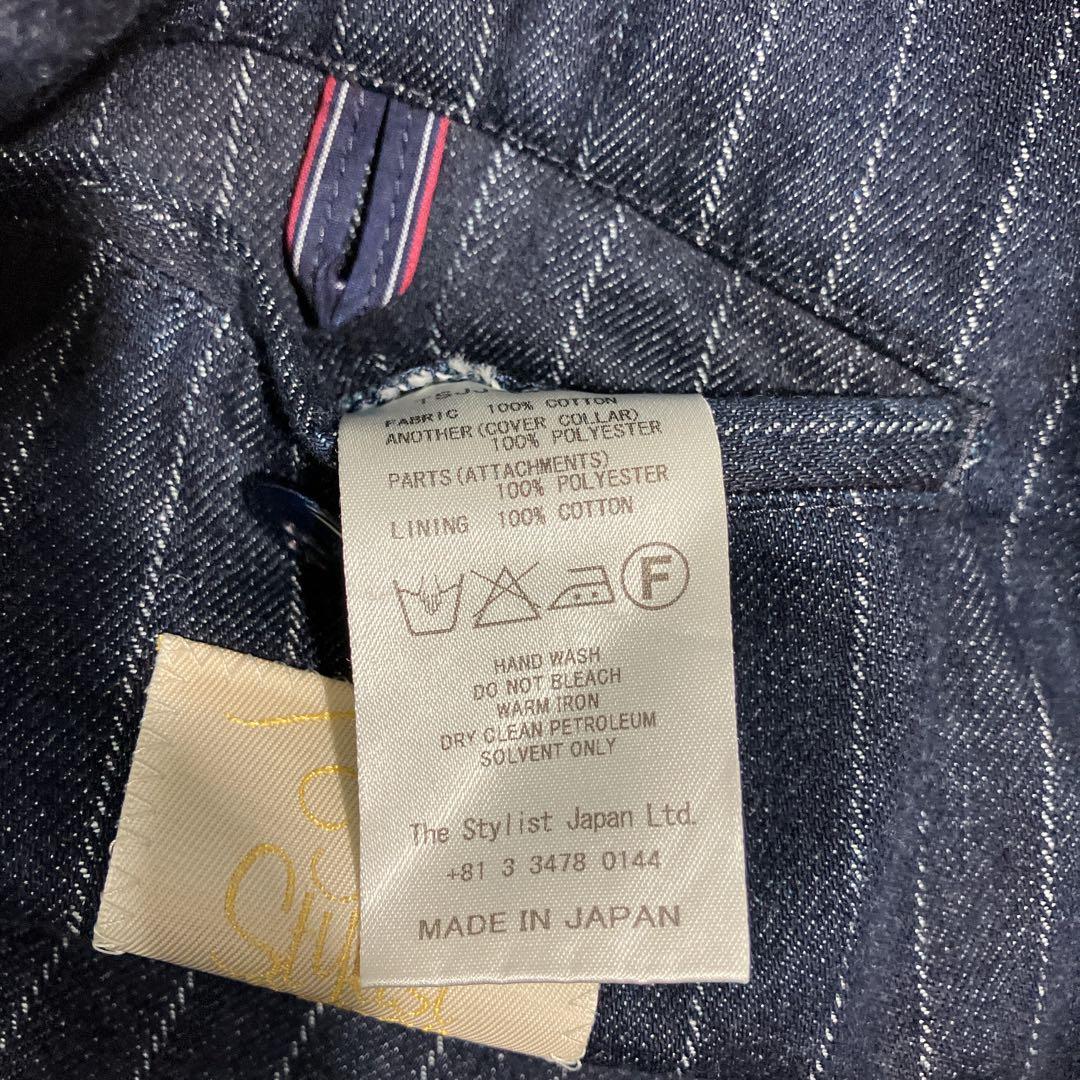 FABRIC 100% COTTON
ANOTHER(COVER COLLAR)
100% POLYESTER
PARTS(ATTACHMENTS)
100% POLYESTER
LINING 100% COTTON
F
HAND WASH
DO NOT BLEACH
WARM IRON
DRY CLEAN PETROLEUM
SOLVENT ONLY
The Stylist Japan Ltd.
+81 3 3478 0144
MADE IN JAPAN
Stylist